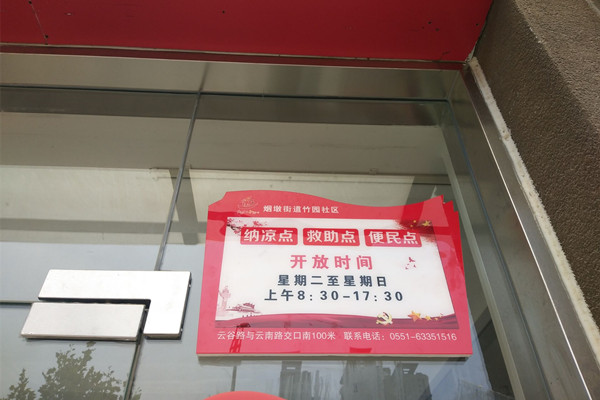 烟墩街道竹园社区
纳凉点 救助点 便民点
开放时间
星期二至星期日
上午8:30-17:30
云谷路与云南路交口南100米 联系电话：0551-63351516